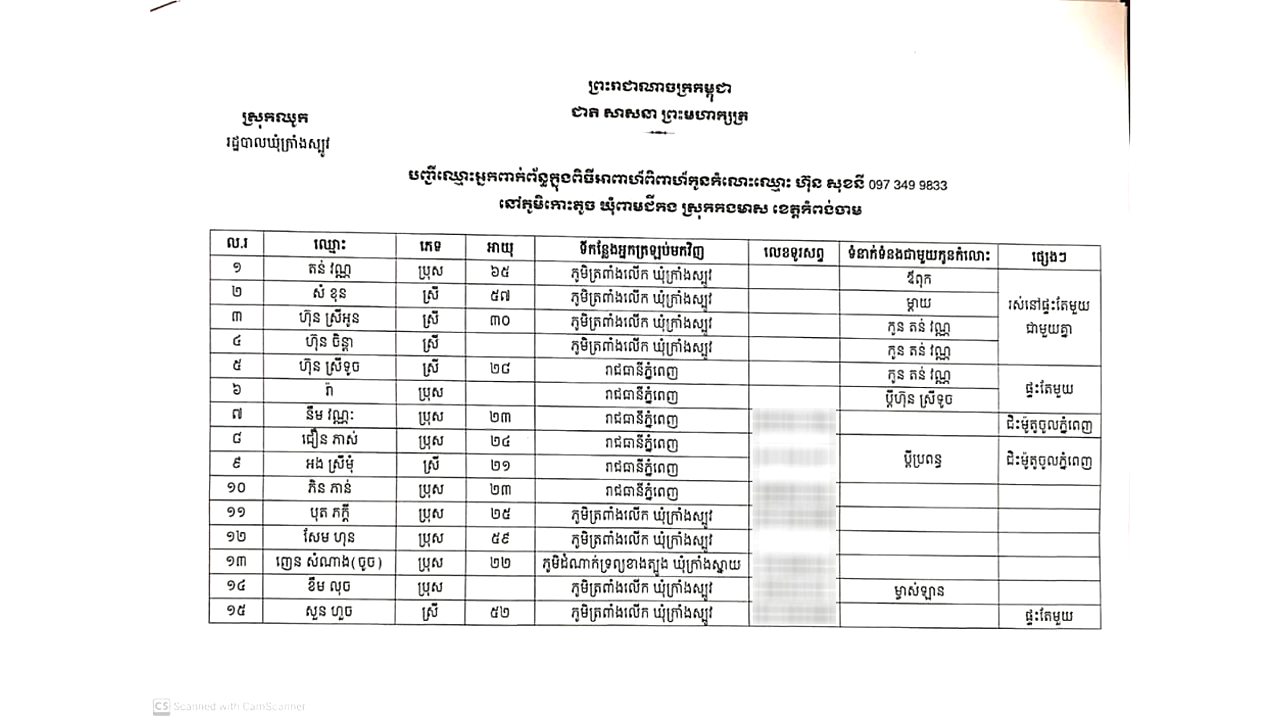 ព្រះរាជាណាចក្រកម្ពុជា
ជាតិ សាសនា ព្រះមហាក្សត្រ
ស្រុកឈូក
រដ្ឋបាលឃុំក្រាំងស្បូវ
បញ្ជីឈ្មោះអ្នកពាក់ព័ន្ធក្នុងពិធីអាពាហ៍ពិពាហ៍កូនកំលោះឈ្មោះ ហ៊ុន សុខនី 097 349 9833
នៅភូមិកោះតូច ឃុំពាមជីកង ស្រុកកងមាស ខេត្តកំពង់ចាម
ល.រ ឈ្មោះ ភេទ អាយុ ទីកន្លែងអ្នកត្រឡប់មកវិញ លេខទូរសព្ទ ទំនាក់ទំនងជាមួយកូនកំលោះ ផ្សេងៗ
១ តន់ វណ្ណ ប្រុស ៦៥ ភូមិត្រពាំងលើក ឃុំក្រាំងស្បូវ ឪពុក
២ សំ ខុន ស្រី ៥៧ ភូមិត្រពាំងលើក ឃុំក្រាំងស្បូវ ម្តាយ រស់នៅផ្ទះតែមួយ
៣ ហ៊ុន ស្រីអូន ស្រី ៣០ ភូមិត្រពាំងលើក ឃុំក្រាំងស្បូវ កូន តន់ វណ្ណ ជាមួយគ្នា
៤ ហ៊ុន ចិន្តា ស្រី ភូមិត្រពាំងលើក ឃុំក្រាំងស្បូវ កូន តន់ វណ្ណ
៥ ហ៊ុន ស្រីទូច ស្រី ២៨ រាជធានីភ្នំពេញ កូន តន់ វណ្ណ ផ្ទះតែមួយ
៦ រ៉ា ប្រុស រាជធានីភ្នំពេញ ប្តីហ៊ុន ស្រីទូច
៧ នឹម វណ្ណៈ ប្រុស ២៣ រាជធានីភ្នំពេញ ជិះម៉ូតូចូលភ្នំពេញ
៨ ជឿន ភាស់ ប្រុស ២៤ រាជធានីភ្នំពេញ ប្តីប្រពន្ធ ជិះម៉ូតូចូលភ្នំពេញ
៩ អង ស្រីមុំ ស្រី ២១ រាជធានីភ្នំពេញ
១០ ភិន ភាន់ ប្រុស ២៣ រាជធានីភ្នំពេញ
១១ បុត ភក្តី ប្រុស ២៥ ភូមិត្រពាំងលើក ឃុំក្រាំងស្បូវ
១២ សែម ហុន ប្រុស ៥៩ ភូមិត្រពាំងលើក ឃុំក្រាំងស្បូវ
១៣ ញេន សំណាង(ចូច) ប្រុស ២២ ភូមិដំណាក់ទ្រល្យខាងត្បូង ឃុំក្រាំងស្នាយ
១៤ ខឹម លុច ប្រុស ភូមិត្រពាំងលើក ឃុំក្រាំងស្បូវ ម្ចាស់ឡាន
១៥ សួន ហួច ស្រី ៥២ ភូមិត្រពាំងលើក ឃុំក្រាំងស្បូវ ផ្ទះតែមួយ
CS Scanned with CamScanner